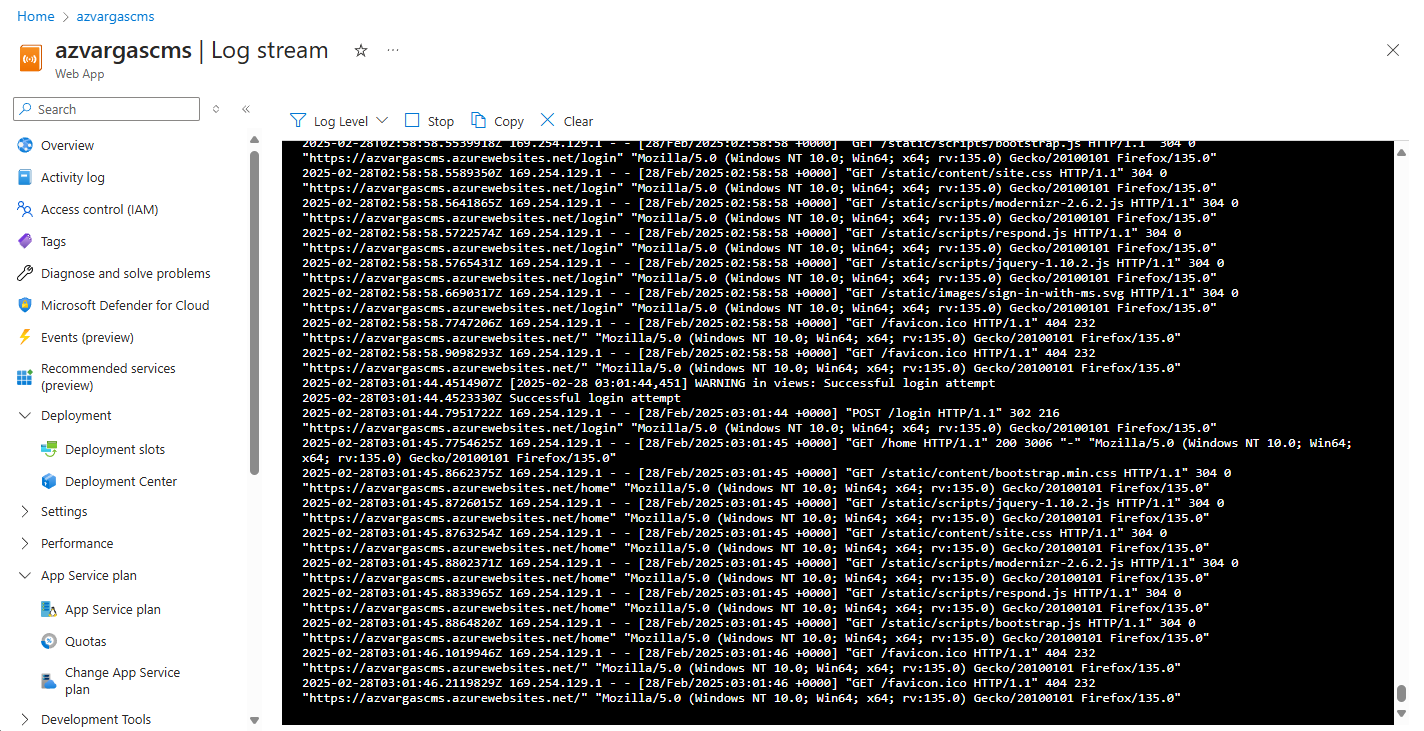 Home > azvargascms
azvargascms | Log stream
Web App
Search
Overview
Activity log
Access control (IAM)
Tags
Diagnose and solve problems
Microsoft Defender for Cloud
Events (preview)
Recommended services
(preview)
Deployment
Deployment slots
Deployment Center
Settings
Performance
App Service plan
App Service plan
Quotas
Change App Service
plan
Development Tools
Log Level
Stop
Copy
Clear
2025-02-28T02:58:58.5539918Z 169.254.129.1 - - [28/Feb/2025:02:58:58 +0000] "GET /static/scripts/bootstrap.js HTTP/1.1" 304 0
"https://azvargascms.azurewebsites.net/login" "Mozilla/5.0 (Windows NT 10.0; Win64; x64; rv:135.0) Gecko/20100101 Firefox/135.0"
2025-02-28T02:58:58.5589350Z 169.254.129.1 - - [28/Feb/2025:02:58:58 +0000] "GET /static/content/site.css HTTP/1.1" 304 0
"https://azvargascms.azurewebsites.net/login" "Mozilla/5.0 (Windows NT 10.0; Win64; x64; rv:135.0) Gecko/20100101 Firefox/135.0"
2025-02-28T02:58:58.5641865Z 169.254.129.1 - - [28/Feb/2025:02:58:58 +0000] "GET /static/scripts/modernizr-2.6.2.js HTTP/1.1" 304 0
"https://azvargascms.azurewebsites.net/login" "Mozilla/5.0 (Windows NT 10.0; Win64; x64; rv:135.0) Gecko/20100101 Firefox/135.0"
2025-02-28T02:58:58.5722574Z 169.254.129.1 - - [28/Feb/2025:02:58:58 +0000] "GET /static/scripts/respond.js HTTP/1.1" 304 0
"https://azvargascms.azurewebsites.net/login" "Mozilla/5.0 (Windows NT 10.0; Win64; x64; rv:135.0) Gecko/20100101 Firefox/135.0"
2025-02-28T02:58:58.5765431Z 169.254.129.1 - - [28/Feb/2025:02:58:58 +0000] "GET /static/scripts/jquery-1.10.2.js HTTP/1.1" 304 0
"https://azvargascms.azurewebsites.net/login" "Mozilla/5.0 (Windows NT 10.0; Win64; x64; rv:135.0) Gecko/20100101 Firefox/135.0"
2025-02-28T02:58:58.6690317Z 169.254.129.1 - - [28/Feb/2025:02:58:58 +0000] "GET /static/images/sign-in-with-ms.svg HTTP/1.1" 304 0
"https://azvargascms.azurewebsites.net/login" "Mozilla/5.0 (Windows NT 10.0; Win64; x64; rv:135.0) Gecko/20100101 Firefox/135.0"
2025-02-28T02:58:58.7747206Z 169.254.129.1 - - [28/Feb/2025:02:58:58 +0000] "GET /favicon.ico HTTP/1.1" 404 232
"https://azvargascms.azurewebsites.net/" "Mozilla/5.0 (Windows NT 10.0; Win64; x64; rv:135.0) Gecko/20100101 Firefox/135.0"
2025-02-28T02:58:58.9098293Z 169.254.129.1 - - [28/Feb/2025:02:58:58 +0000] "GET /favicon.ico HTTP/1.1" 404 232
"https://azvargascms.azurewebsites.net/" "Mozilla/5.0 (Windows NT 10.0; Win64; x64; rv:135.0) Gecko/20100101 Firefox/135.0"
2025-02-28T03:01:44.4514907Z [2025-02-28 03:01:44,451] WARNING in views: Successful login attempt
2025-02-28T03:01:44.4523330Z Successful login attempt
2025-02-28T03:01:44.7951722Z 169.254.129.1 - - [28/Feb/2025:03:01:44 +0000] "POST /login HTTP/1.1" 302 216
"https://azvargascms.azurewebsites.net/login" "Mozilla/5.0 (Windows NT 10.0; Win64; x64; rv:135.0) Gecko/20100101 Firefox/135.0"
2025-02-28T03:01:45.7754625Z 169.254.129.1 - - [28/Feb/2025:03:01:45 +0000] "GET /home HTTP/1.1" 200 3006 "-" "Mozilla/5.0 (Windows NT 10.0; Win64;
x64; rv:135.0) Gecko/20100101 Firefox/135.0"
2025-02-28T03:01:45.8662375Z 169.254.129.1 - - [28/Feb/2025:03:01:45 +0000] "GET /static/content/bootstrap.min.css HTTP/1.1" 304 0
"https://azvargascms.azurewebsites.net/home" "Mozilla/5.0 (Windows NT 10.0; Win64; x64; rv:135.0) Gecko/20100101 Firefox/135.0"
2025-02-28T03:01:45.8726015Z 169.254.129.1 - - [28/Feb/2025:03:01:45 +0000] "GET /static/scripts/jquery-1.10.2.js HTTP/1.1" 304 0
"https://azvargascms.azurewebsites.net/home" "Mozilla/5.0 (Windows NT 10.0; Win64; x64; rv:135.0) Gecko/20100101 Firefox/135.0"
2025-02-28T03:01:45.8763254Z 169.254.129.1 - - [28/Feb/2025:03:01:45 +0000] "GET /static/content/site.css HTTP/1.1" 304 0
"https://azvargascms.azurewebsites.net/home" "Mozilla/5.0 (Windows NT 10.0; Win64; x64; rv:135.0) Gecko/20100101 Firefox/135.0"
2025-02-28T03:01:45.8802371Z 169.254.129.1 - - [28/Feb/2025:03:01:45 +0000] "GET /static/scripts/modernizr-2.6.2.js HTTP/1.1" 304 0
"https://azvargascms.azurewebsites.net/home" "Mozilla/5.0 (Windows NT 10.0; Win64; x64; rv:135.0) Gecko/20100101 Firefox/135.0"
2025-02-28T03:01:45.8833965Z 169.254.129.1 - - [28/Feb/2025:03:01:45 +0000] "GET /static/scripts/respond.js HTTP/1.1" 304 0
"https://azvargascms.azurewebsites.net/home" "Mozilla/5.0 (Windows NT 10.0; Win64; x64; rv:135.0) Gecko/20100101 Firefox/135.0"
2025-02-28T03:01:45.8864820Z 169.254.129.1 - - [28/Feb/2025:03:01:45 +0000] "GET /static/scripts/bootstrap.js HTTP/1.1" 304 0
"https://azvargascms.azurewebsites.net/home" "Mozilla/5.0 (Windows NT 10.0; Win64; x64; rv:135.0) Gecko/20100101 Firefox/135.0"
2025-02-28T03:01:46.1019946Z 169.254.129.1 - - [28/Feb/2025:03:01:46 +0000] "GET /favicon.ico HTTP/1.1" 404 232
"https://azvargascms.azurewebsites.net/" "Mozilla/5.0 (Windows NT 10.0; Win64; x64; rv:135.0) Gecko/20100101 Firefox/135.0"
2025-02-28T03:01:46.2119829Z 169.254.129.1 - - [28/Feb/2025:03:01:46 +0000] "GET /favicon.ico HTTP/1.1" 404 232
"https://azvargascms.azurewebsites.net/" "Mozilla/5.0 (Windows NT 10.0; Win64; x64; rv:135.0) Gecko/20100101 Firefox/135.0"